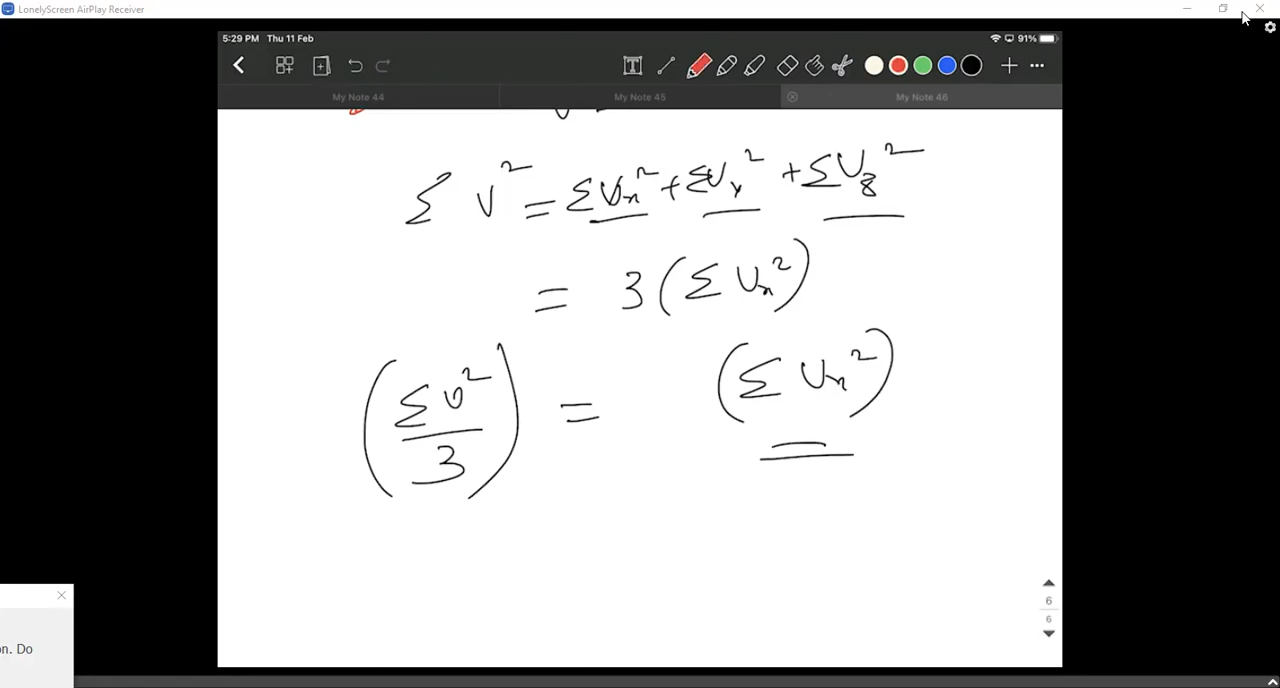 LonelyScreen AirPlay Receiver
5:29 PM Thu 11 Feb
91%
T
My Note 44
My Note 45
My Note 46
Σ v² = Σvₓ² + Σvᵧ² + Σv_z²
= 3(Σvₓ²)
(Σv²/3) = (Σvₓ²)
6
6
on. Do